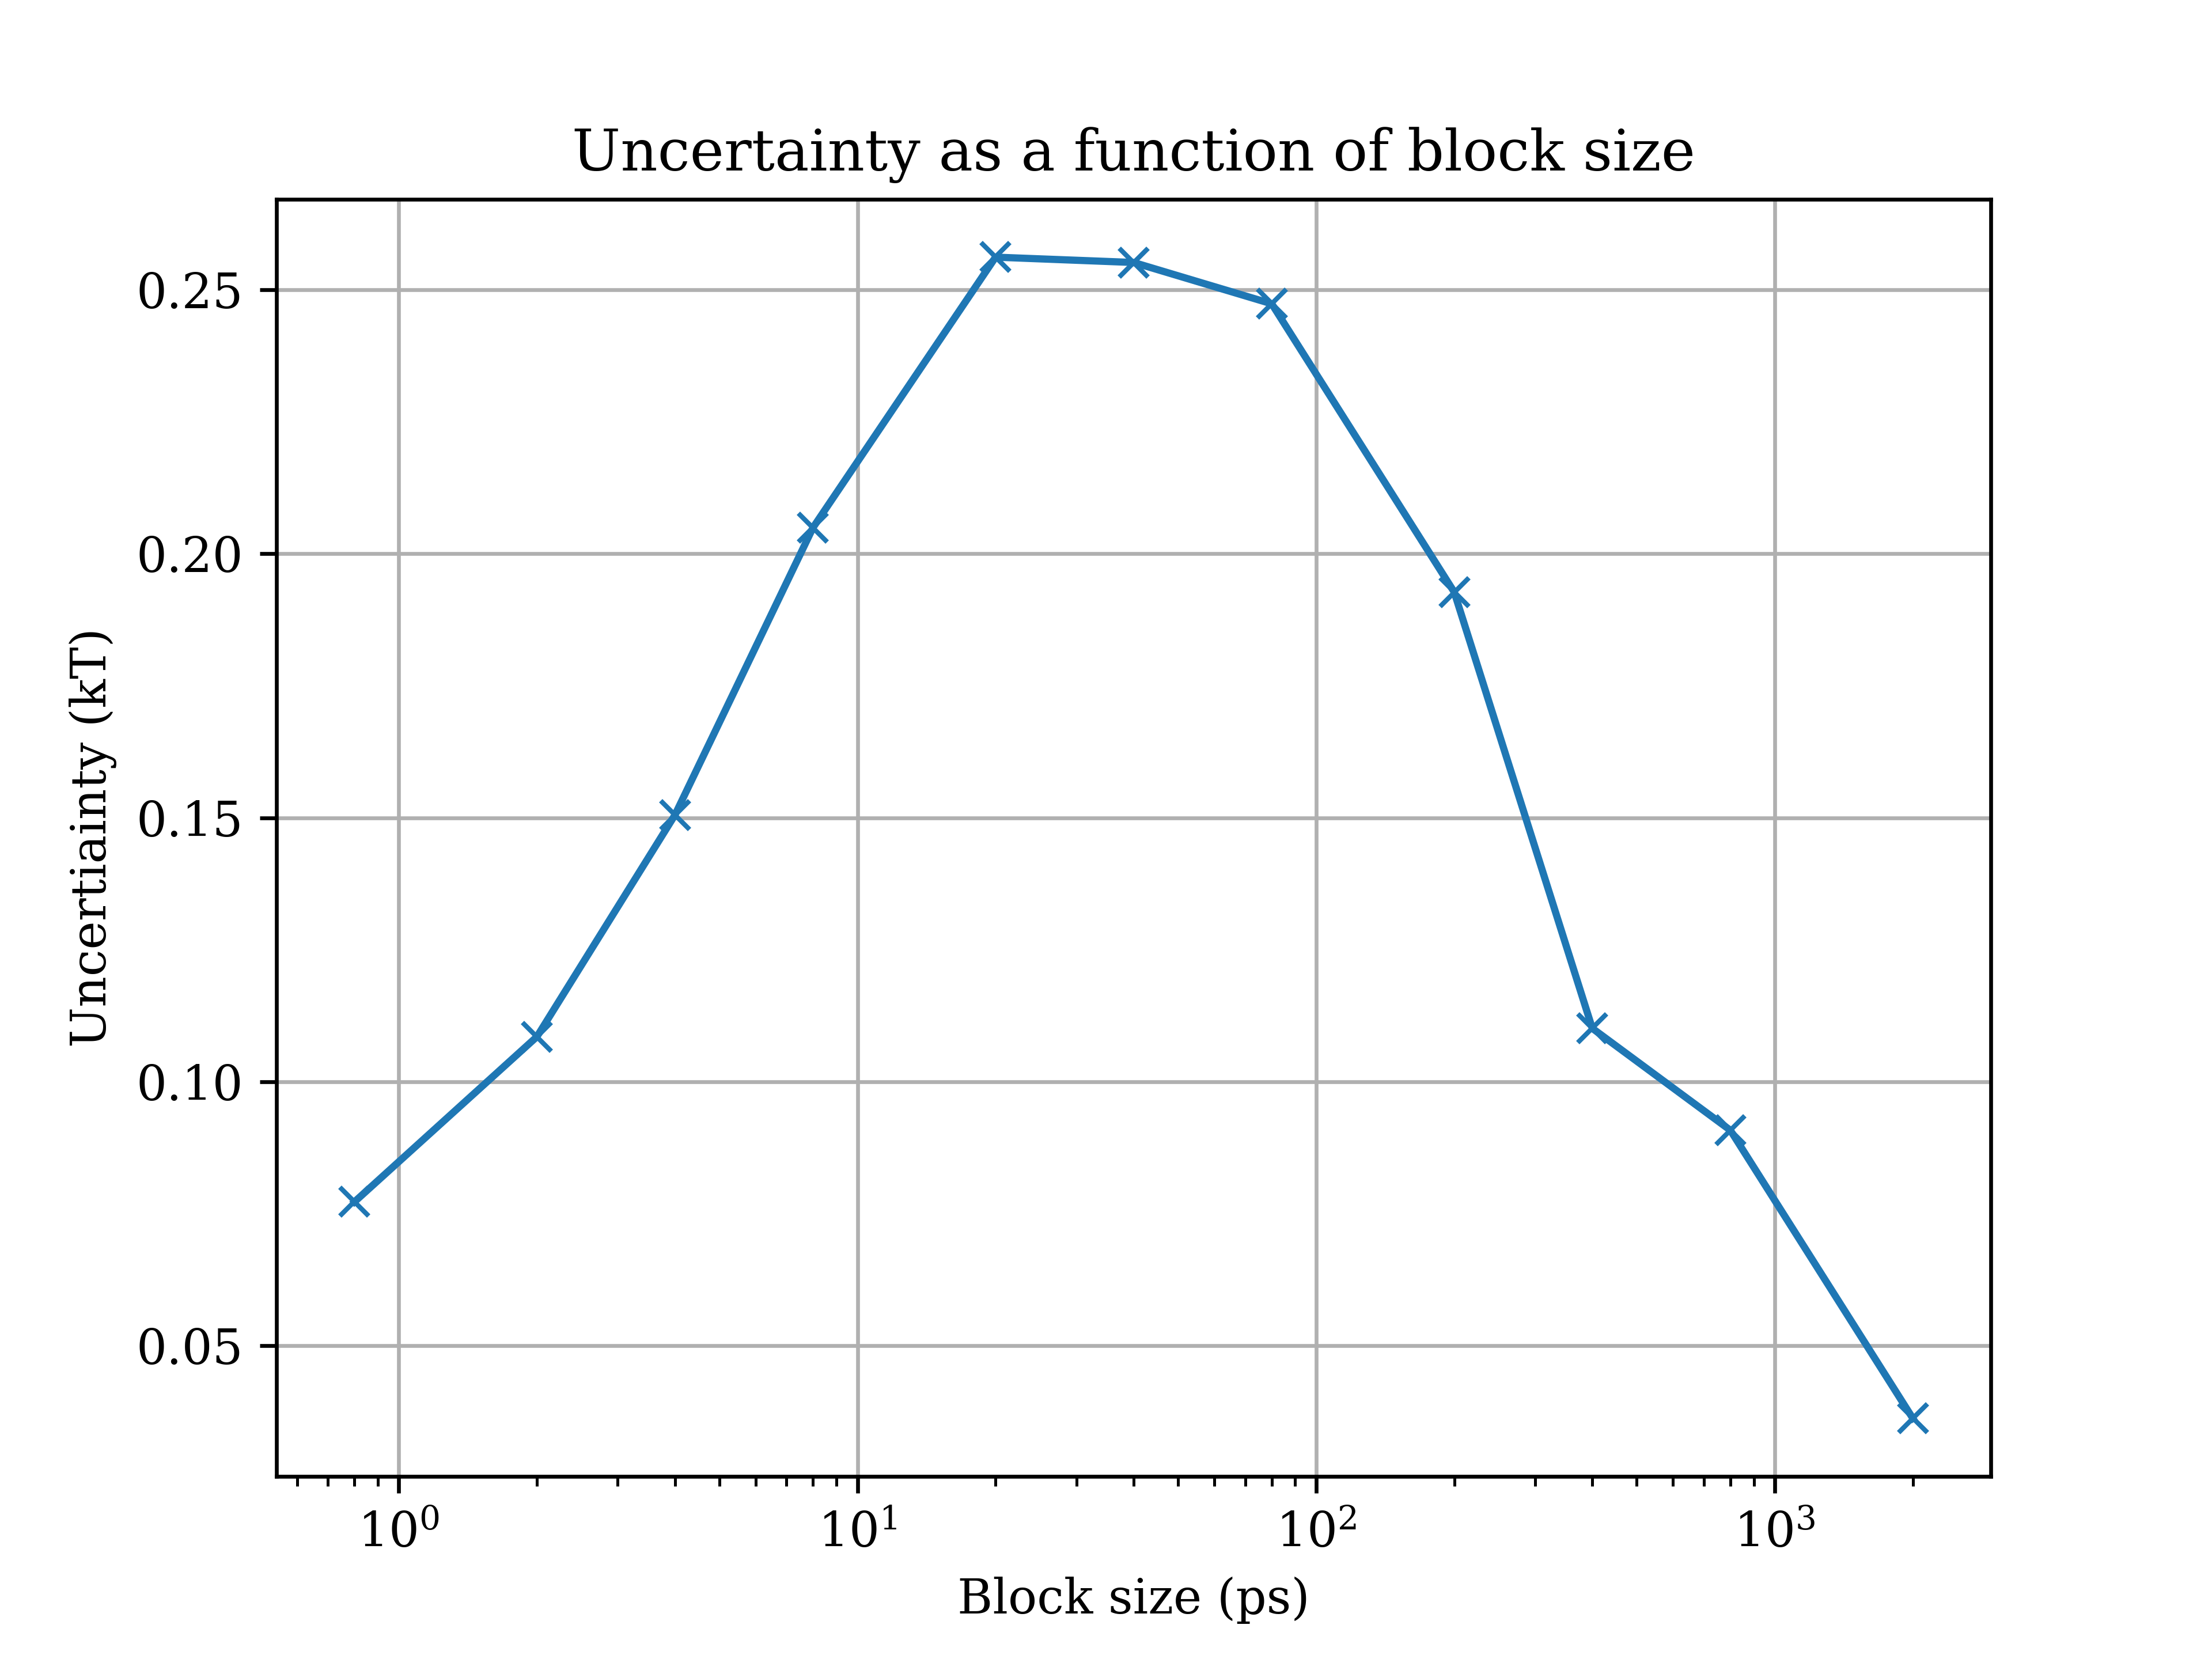 Uncertainty as a function of block size
0.25
0.20
0.15
0.10
0.05
Uncertiainty (kT)
10⁰ 10¹ 10² 10³
Block size (ps)